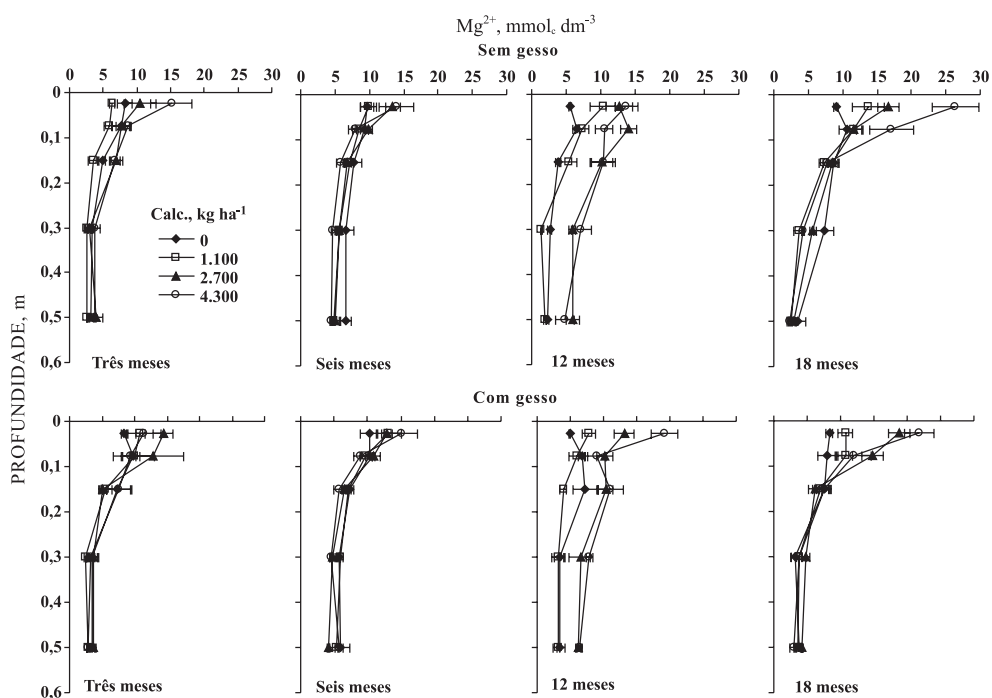 Mg2+, mmolc dm-3
Sem gesso
0 5 10 15 20 25 30
0 5 10 15 20 25 30
0 5 10 15 20 25 30
0 5 10 15 20 25 30
PROFUNDIDADE, m
0
0,1
0,2
0,3
0,4
0,5
0,6
Calc., kg ha-1
0
1.100
2.700
4.300
Três meses
Seis meses
12 meses
18 meses
Com gesso
0
0,1
0,2
0,3
0,4
0,5
0,6
Três meses
Seis meses
12 meses
18 meses